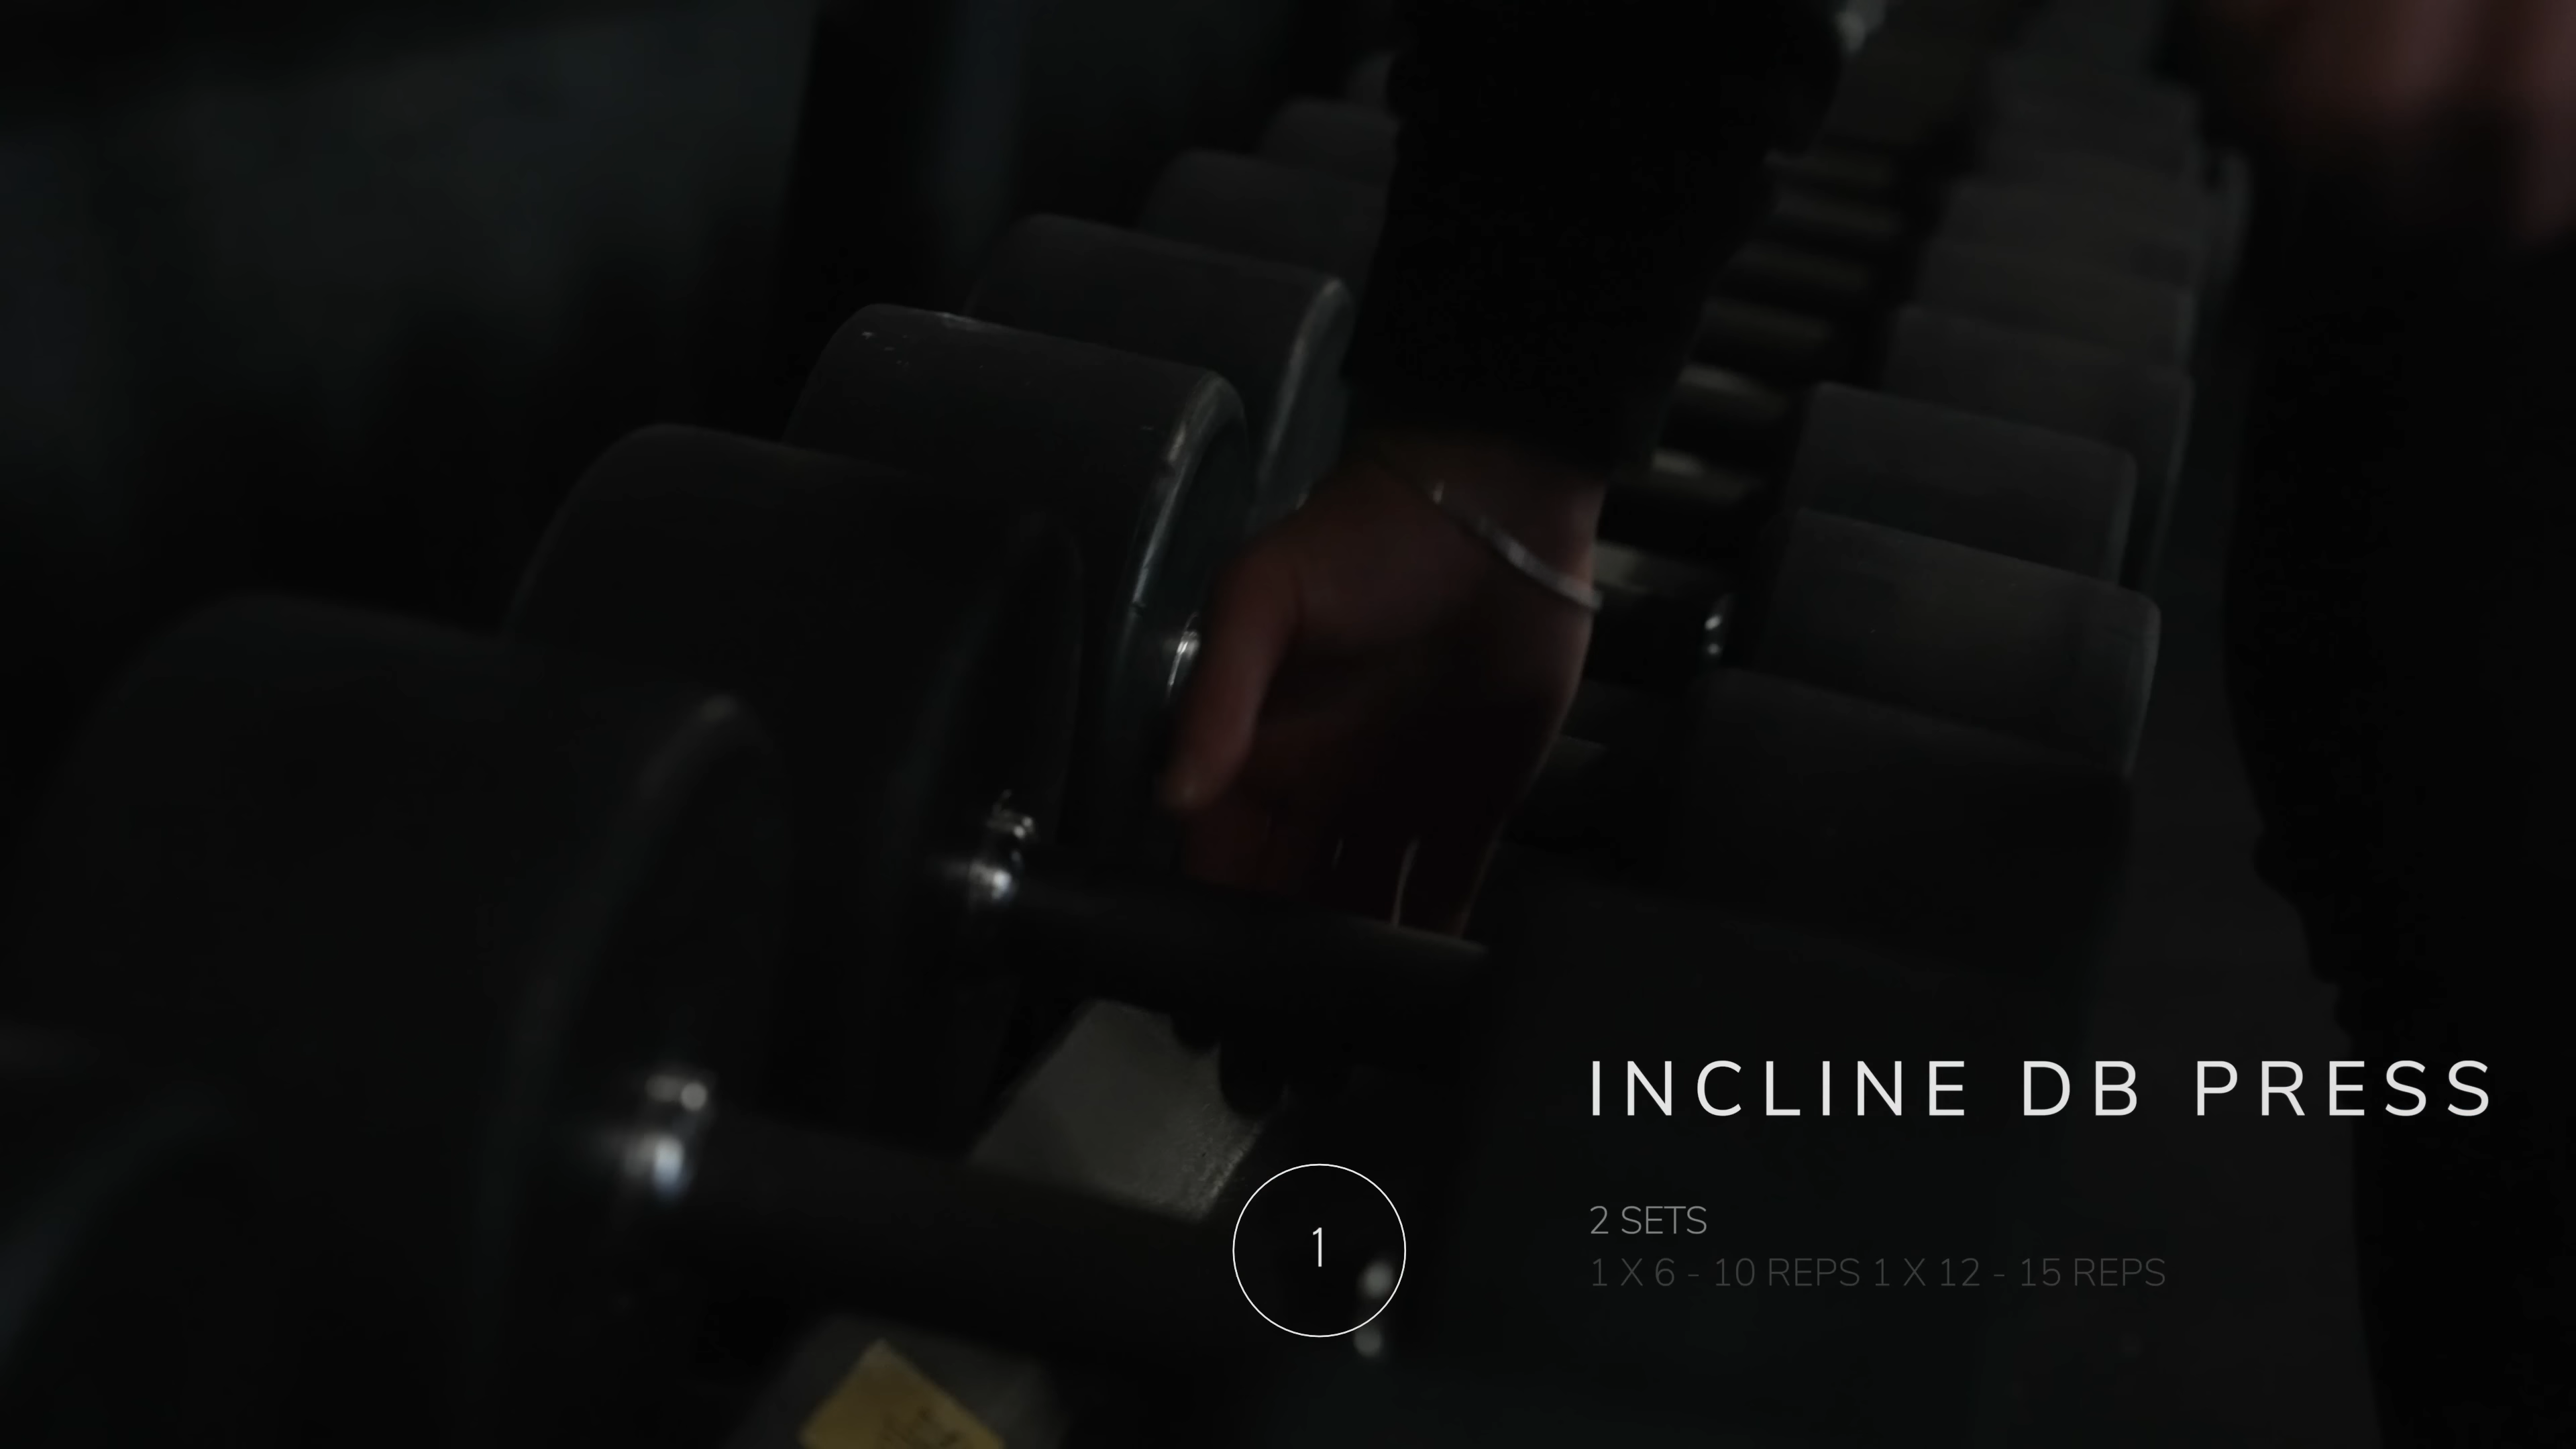 INCLINE DB PRESS
2 SETS
1
1 X 6 - 10 REPS 1 X 12 - 15 REPS